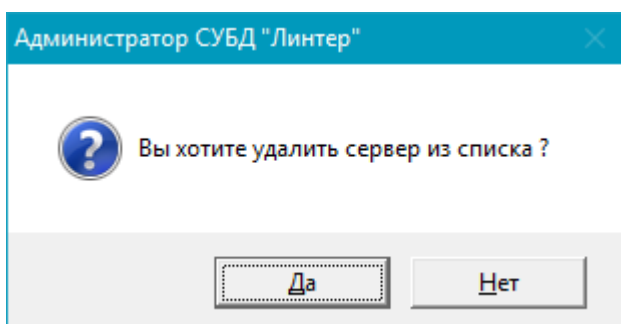 Администратор СУБД "Линтер"
Вы хотите удалить сервер из списка ?
Да
Нет